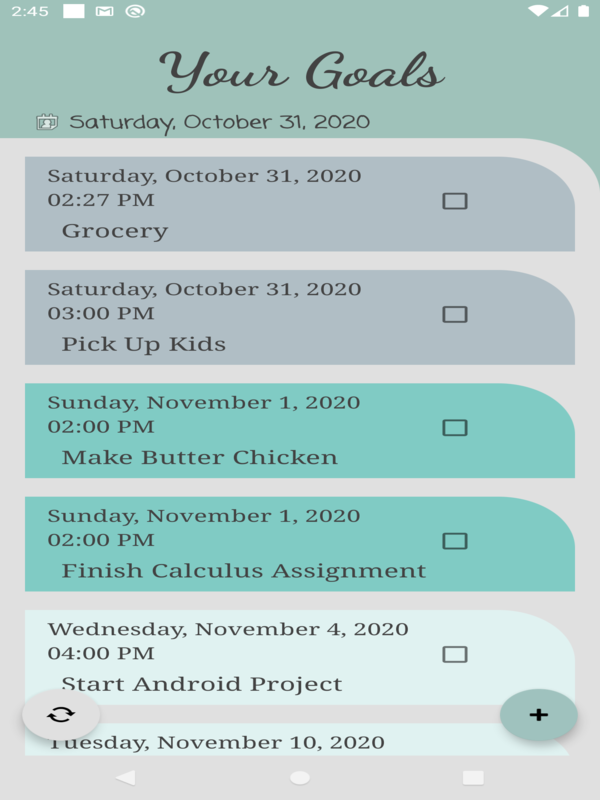 2:45
Your Goals
Saturday, October 31, 2020
Saturday, October 31, 2020
02:27 PM
Grocery
Saturday, October 31, 2020
03:00 PM
Pick Up Kids
Sunday, November 1, 2020
02:00 PM
Make Butter Chicken
Sunday, November 1, 2020
02:00 PM
Finish Calculus Assignment
Wednesday, November 4, 2020
04:00 PM
Start Android Project
Tuesday, November 10, 2020